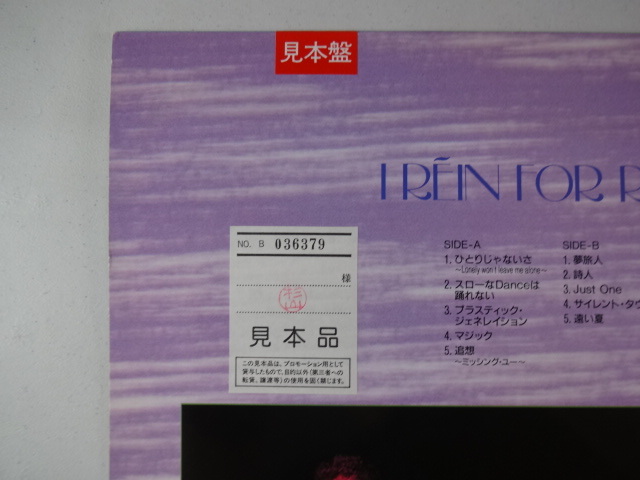 見本盤
I REIN FOR R
NO. B 036379
様
見本品
この見本品は、プロモーション用として
貸与したもので、目的以外(第三者への
転貸、譲渡等)の使用を固く禁じます。
SIDE-A
1. ひとりじゃないさ
〜Lonely won't leave me alone〜
2. スローなDanceは
踊れない
3. プラスティック・
ジェネレイション
4. マジック
5. 追想
〜ミッシング・ユー〜
SIDE-B
1. 夢旅人
2. 詩人
3. Just One
4. サイレント・タウ
5. 遠い夏